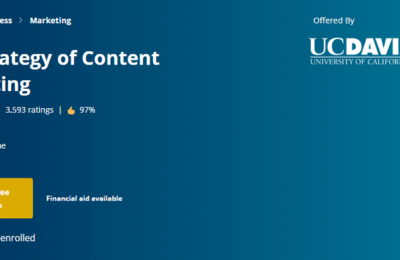 ess > Marketing
Offered By
ategy of Content
ting
UCDAVI
UNIVERSITY OF CALIFOR
3,593 ratings | 97%
ne
ee
Financial aid available
enrolled